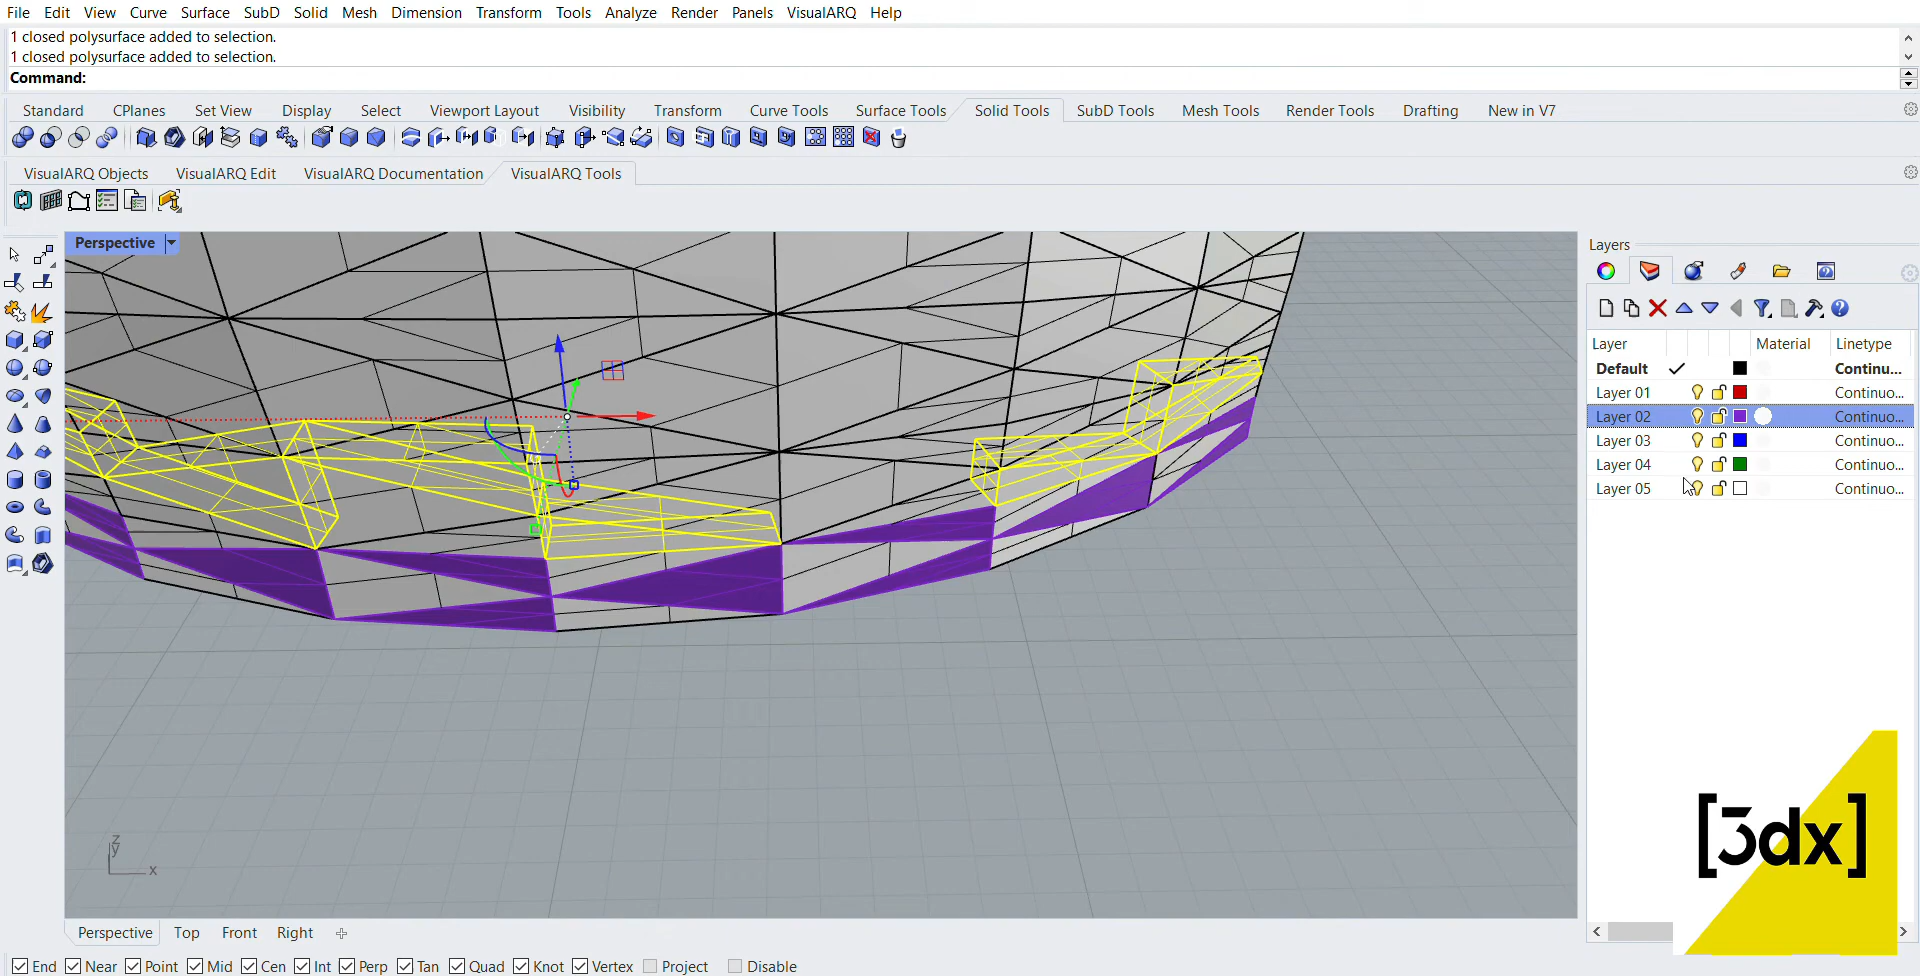 File Edit View Curve Surface SubD Solid Mesh Dimension Transform Tools Analyze Render Panels VisualARQ Help
1 closed polysurface added to selection.
1 closed polysurface added to selection.
Command:
Standard CPlanes Set View Display Select Viewport Layout Visibility Transform Curve Tools Surface Tools Solid Tools SubD Tools Mesh Tools Render Tools Drafting New in V7
VisualARQ Objects VisualARQ Edit VisualARQ Documentation VisualARQ Tools
Perspective
Layers
Layer Material Linetype
Default Continu...
Layer 01 Continuo...
Layer 02 Continuo...
Layer 03 Continuo...
Layer 04 Continuo...
Layer 05 Continuo...
[3dx]
z
y
x
Perspective Top Front Right
End Near Point Mid Cen Int Perp Tan Quad Knot Vertex Project Disable